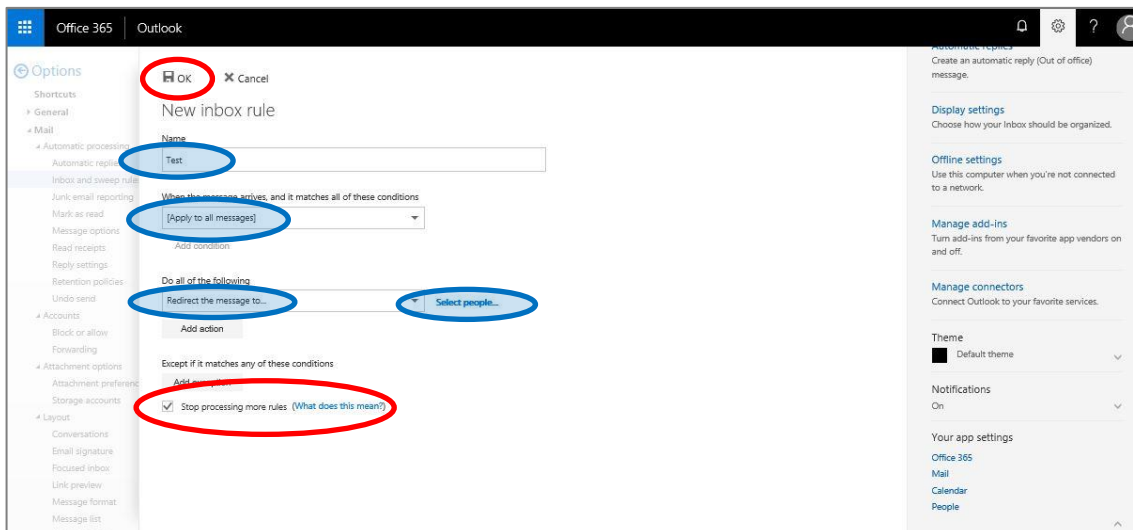 Office 365
Outlook
?
Options
Shortcuts
General
Mail
Automatic processing
Automatic replies
Inbox and sweep rules
Junk email reporting
Mark as read
Message options
Read receipts
Reply settings
Retention policies
Undo send
Accounts
Block or allow
Forwarding
Attachment options
Attachment preferenc
Storage accounts
Layout
Conversations
Email signature
Focused inbox
Link preview
Message format
Message list
OK
Cancel
New inbox rule
Name
Test
When the message arrives, and it matches all of these conditions
[Apply to all messages]
Add condition
Do all of the following
Redirect the message to...
Select people...
Add action
Except if it matches any of these conditions
Add exception
Stop processing more rules (What does this mean?)
Automatic replies
Create an automatic reply (Out of office)
message.
Display settings
Choose how your Inbox should be organized.
Offline settings
Use this computer when you're not connected
to a network.
Manage add-ins
Turn add-ins from your favorite app vendors on
and off.
Manage connectors
Connect Outlook to your favorite services.
Theme
Default theme
Notifications
On
Your app settings
Office 365
Mail
Calendar
People